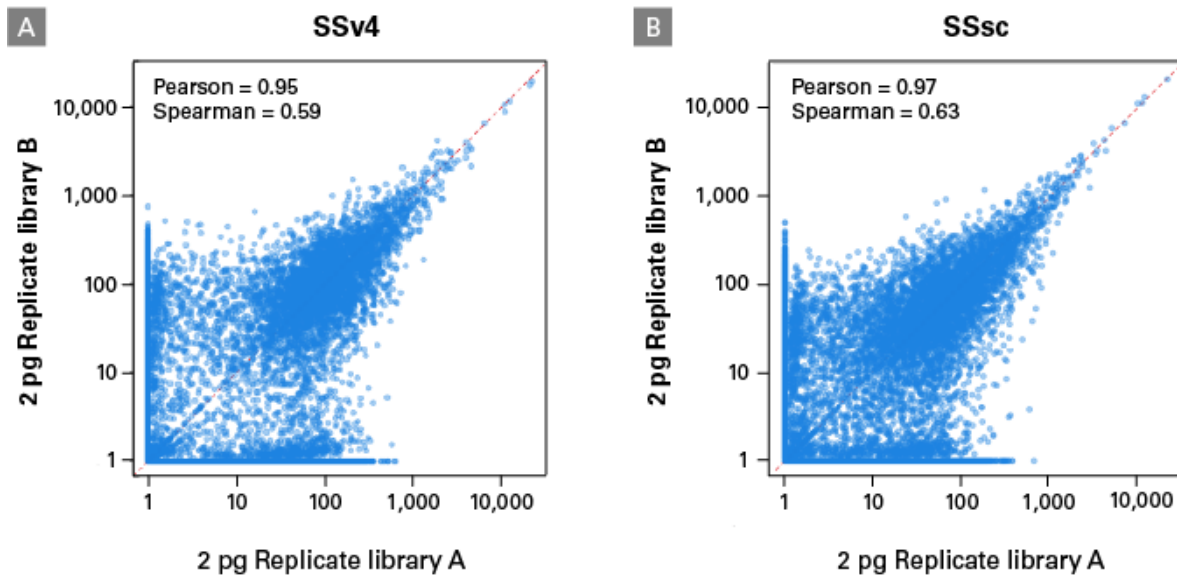 A
SSv4
Pearson = 0.95
Spearman = 0.59
2 pg Replicate library B
10,000
1,000
100
10
1
1
10
100
1,000
10,000
2 pg Replicate library A
B
SSsc
Pearson = 0.97
Spearman = 0.63
2 pg Replicate library B
10,000
1,000
100
10
1
1
10
100
1,000
10,000
2 pg Replicate library A